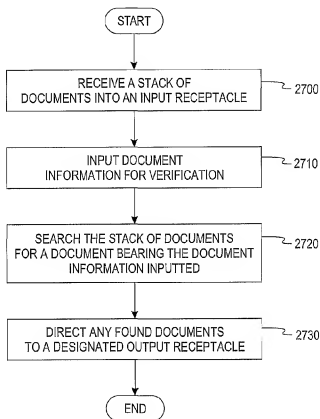 START
RECEIVE A STACK OF
DOCUMENTS INTO AN INPUT RECEPTACLE
2700
INPUT DOCUMENT
INFORMATION FOR VERIFICATION
2710
SEARCH THE STACK OF DOCUMENTS
FOR A DOCUMENT BEARING THE DOCUMENT
INFORMATION INPUTTED
2720
DIRECT ANY FOUND DOCUMENTS
TO A DESIGNATED OUTPUT RECEPTACLE
2730
END